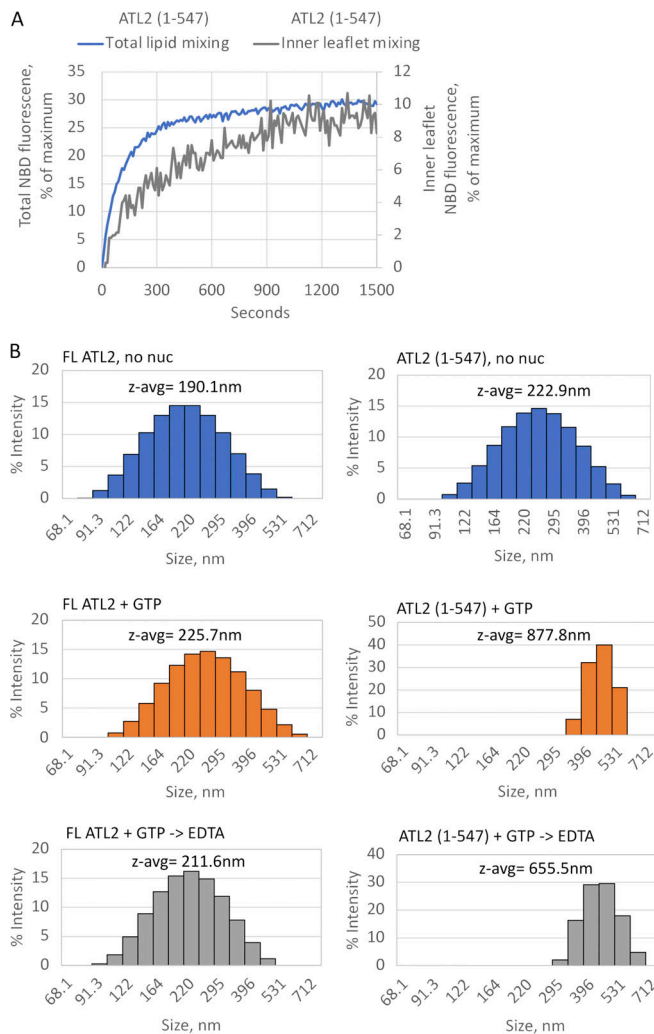 A
ATL2 (1-547) ATL2 (1-547)
Total lipid mixing Inner leaflet mixing
Total NBD fluorescene,
% of maximum
35
30
25
20
15
10
5
0
12
10
8
6
4
2
0
Inner leaflet
NBD fluorescence,
% of maximum
0 300 600 900 1200 1500
Seconds
B
FL ATL2, no nuc
z-avg= 190.1nm
% Intensity
20
15
10
5
0
68.1 91.3 122 164 220 295 396 531 712
Size, nm
ATL2 (1-547), no nuc
z-avg= 222.9nm
% Intensity
20
15
10
5
0
68.1 91.3 122 164 220 295 396 531 712
Size, nm
FL ATL2 + GTP
z-avg= 225.7nm
% Intensity
20
15
10
5
0
68.1 91.3 122 164 220 295 396 531 712
Size, nm
ATL2 (1-547) + GTP
z-avg= 877.8nm
% Intensity
50
40
30
20
10
0
68.1 91.3 122 164 220 295 396 531 712
Size, nm
FL ATL2 + GTP -> EDTA
z-avg= 211.6nm
% Intensity
20
15
10
5
0
68.1 91.3 122 164 220 295 396 531 712
Size, nm
ATL2 (1-547) + GTP -> EDTA
z-avg= 655.5nm
% Intensity
40
30
20
10
0
68.1 91.3 122 164 220 295 396 531 712
Size, nm